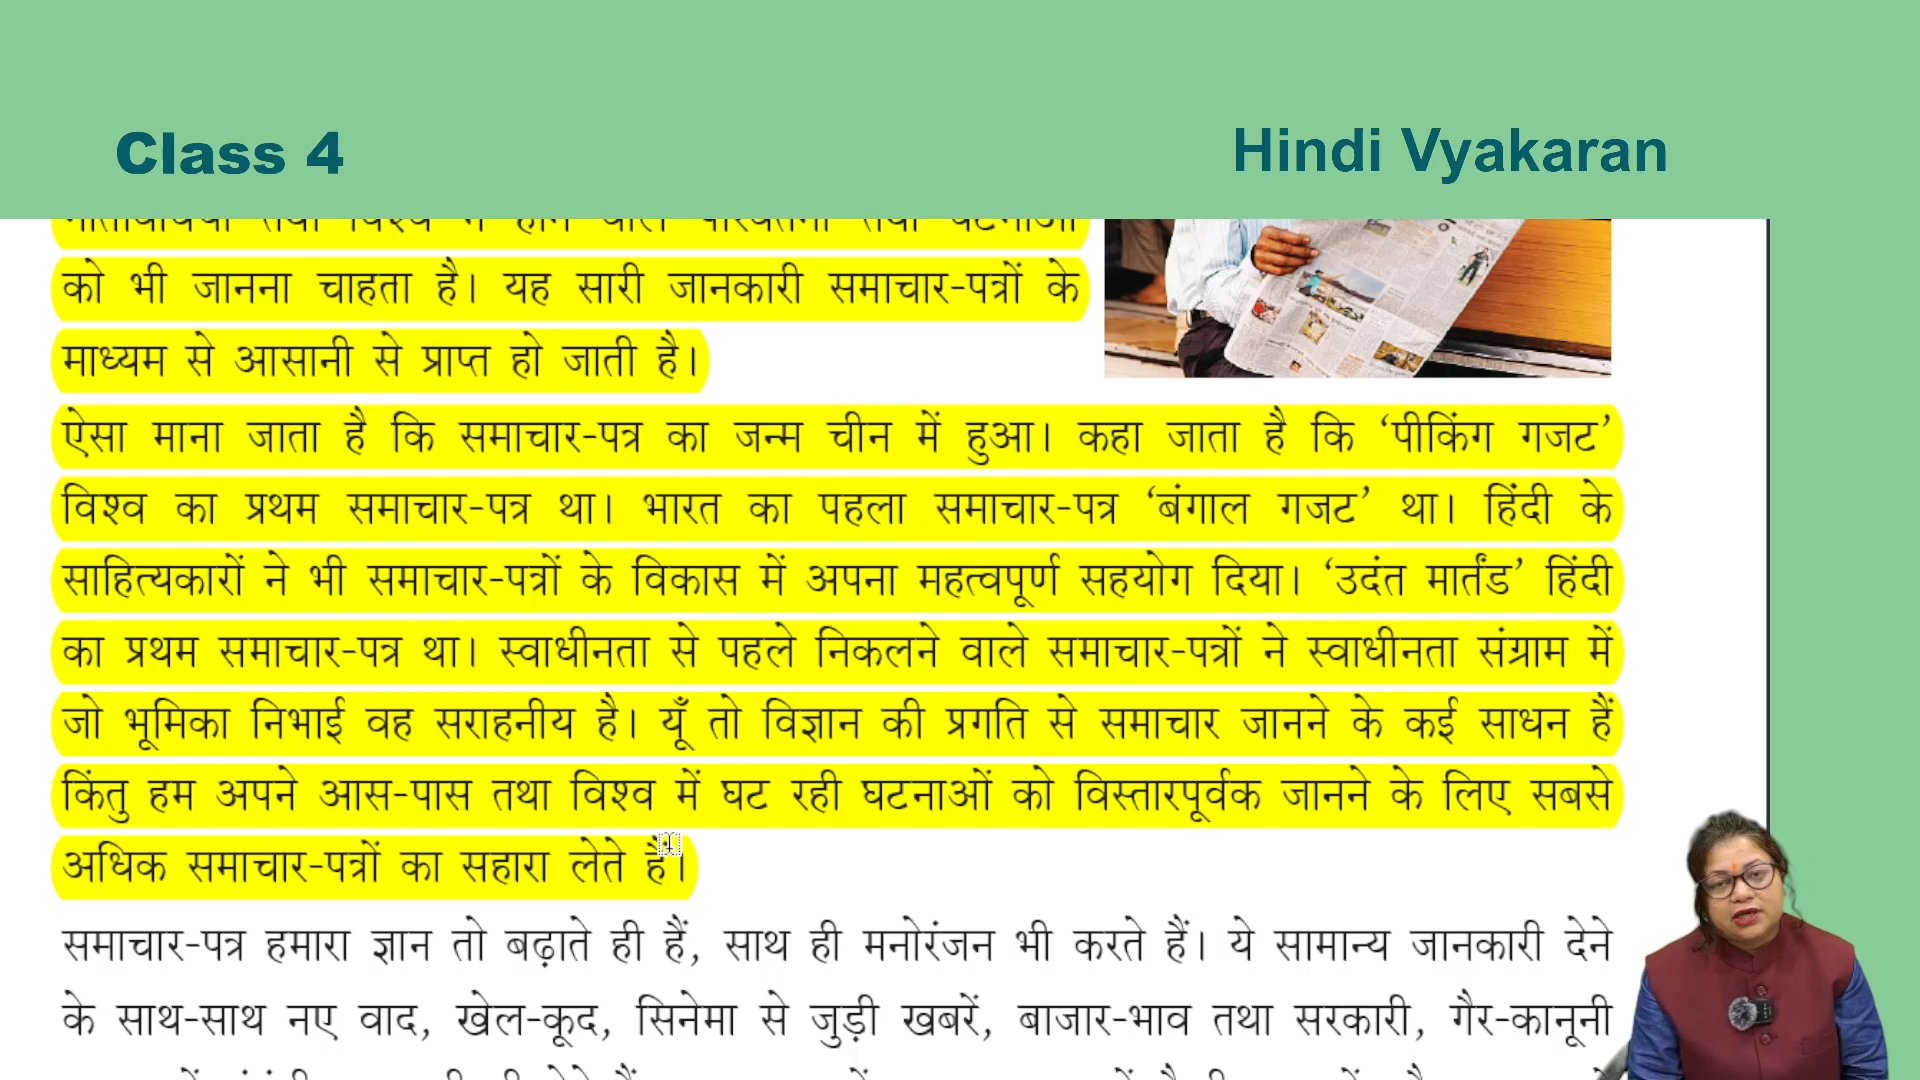 Class 4
Hindi Vyakaran
को भी जानना चाहता है। यह सारी जानकारी समाचार-पत्रों के
माध्यम से आसानी से प्राप्त हो जाती है।
ऐसा माना जाता है कि समाचार-पत्र का जन्म चीन में हुआ। कहा जाता है कि ‘पीकिंग गजट’
विश्व का प्रथम समाचार-पत्र था। भारत का पहला समाचार-पत्र ‘बंगाल गजट’ था। हिंदी के
साहित्यकारों ने भी समाचार-पत्रों के विकास में अपना महत्वपूर्ण सहयोग दिया। ‘उदंत मार्तंड’ हिंदी
का प्रथम समाचार-पत्र था। स्वाधीनता से पहले निकलने वाले समाचार-पत्रों ने स्वाधीनता संग्राम में
जो भूमिका निभाई वह सराहनीय है। यूँ तो विज्ञान की प्रगति से समाचार जानने के कई साधन हैं
किंतु हम अपने आस-पास तथा विश्व में घट रही घटनाओं को विस्तारपूर्वक जानने के लिए सबसे
अधिक समाचार-पत्रों का सहारा लेते हैं।
समाचार-पत्र हमारा ज्ञान तो बढ़ाते ही हैं, साथ ही मनोरंजन भी करते हैं। ये सामान्य जानकारी देने
के साथ-साथ नए वाद, खेल-कूद, सिनेमा से जुड़ी खबरें, बाजार-भाव तथा सरकारी, गैर-कानूनी